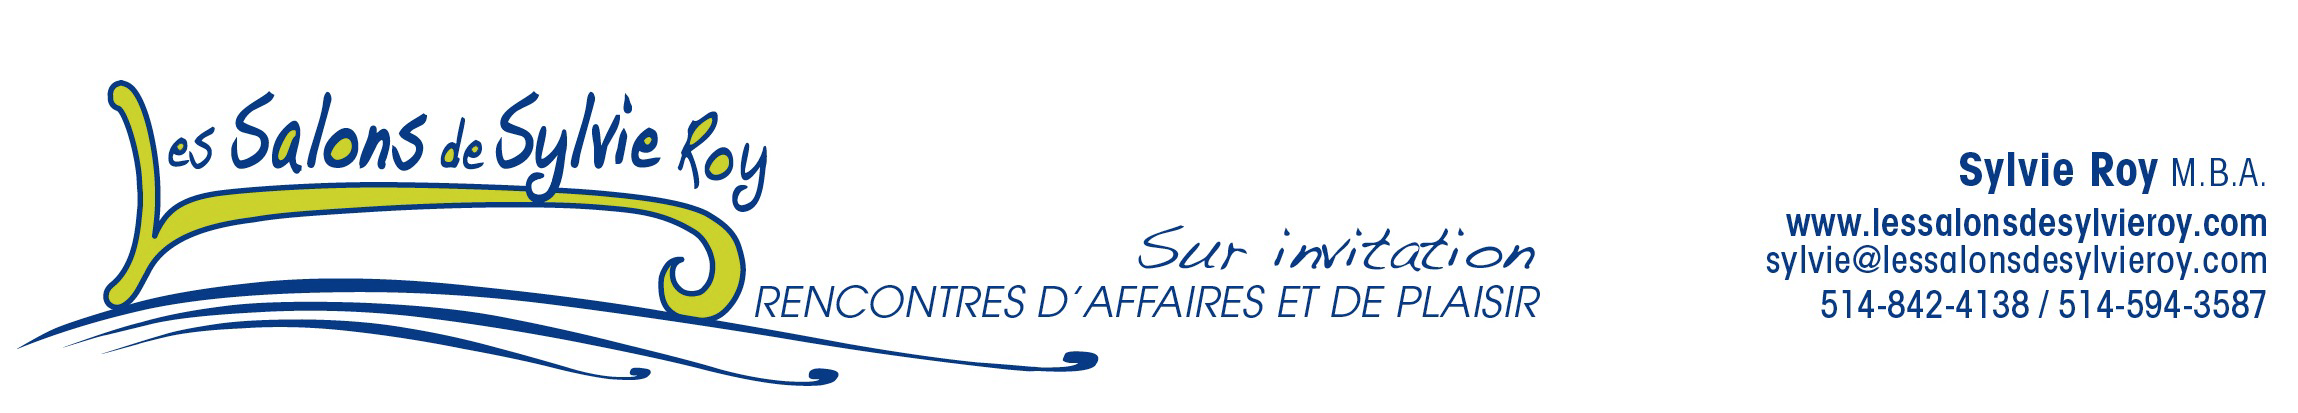 Les Salons de Sylvie Roy
Sur invitation
RENCONTRES D'AFFAIRES ET DE PLAISIR
Sylvie Roy M.B.A.
www.lessalonsdesylvieroy.com
sylvie@lessalonsdesylvieroy.com
514-842-4138 / 514-594-3587